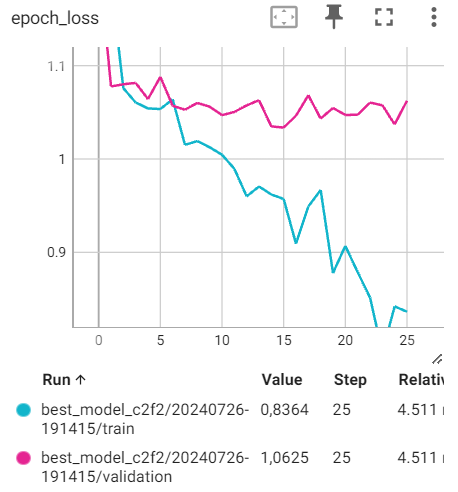 epoch_loss
1.1
1
0.9
0 5 10 15 20 25
Run ↑ Value Step Relativ
best_model_c2f2/20240726- 0,8364 25 4.511
191415/train
best_model_c2f2/20240726- 1,0625 25 4.511
191415/validation